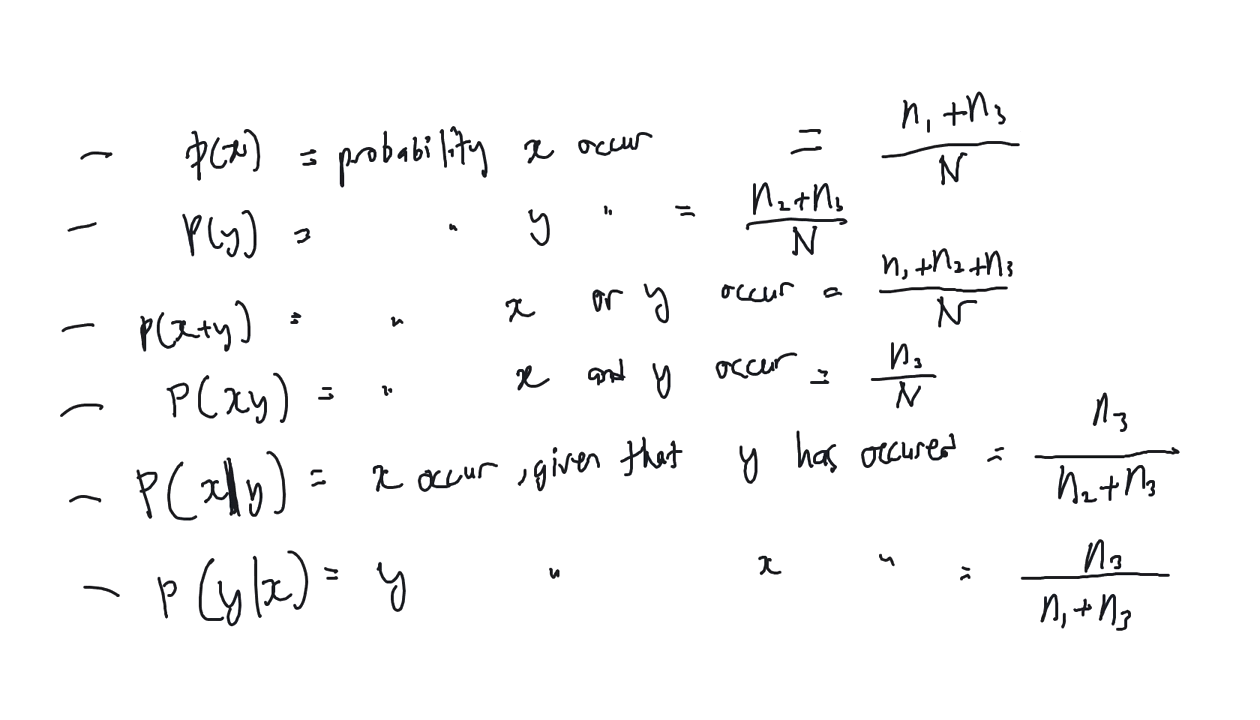 - p(x) = probability x occur = n₁+n₃/N
- P(y) = " y " = n₂+n₃/N
- P(x+y) = " x or y occur = n₁+n₂+n₃/N
- P(xy) = " x and y occur = n₃/N
- P(x|y) = x occur, given that y has occured = n₃/n₂+n₃
- P(y|x) = y " x " = n₃/n₁+n₃